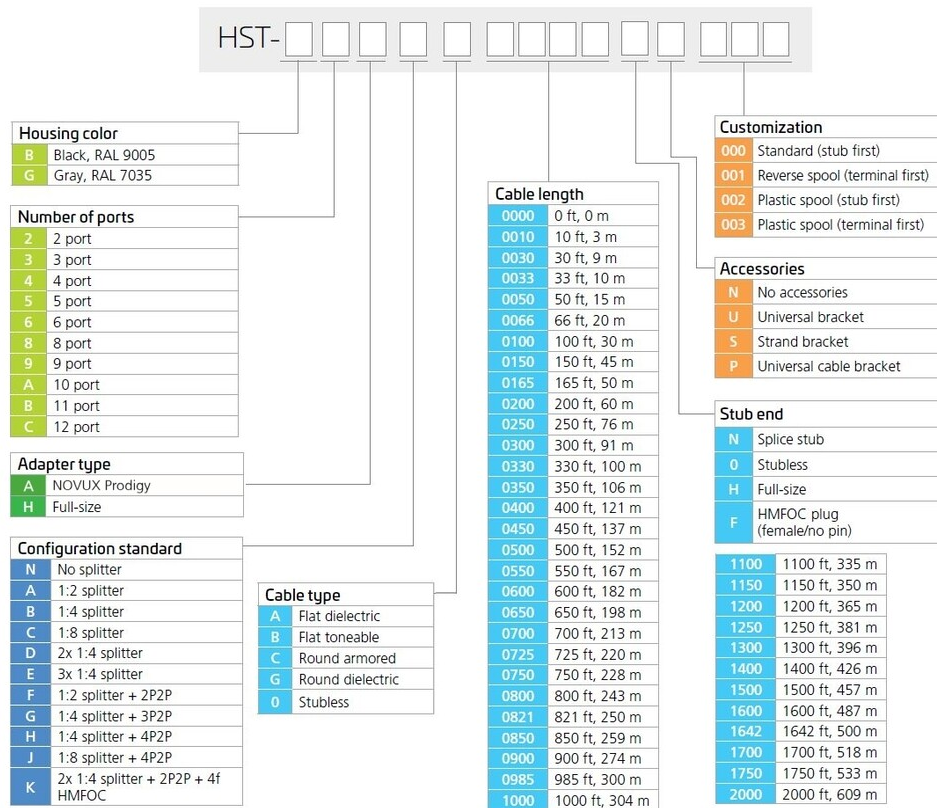 HST-
Housing color
B Black, RAL 9005
G Gray, RAL 7035
Number of ports
2 2 port
3 3 port
4 4 port
5 5 port
6 6 port
8 8 port
9 9 port
A 10 port
B 11 port
C 12 port
Adapter type
A NOVUX Prodigy
H Full-size
Configuration standard
N No splitter
A 1:2 splitter
B 1:4 splitter
C 1:8 splitter
D 2x 1:4 splitter
E 3x 1:4 splitter
F 1:2 splitter + 2P2P
G 1:4 splitter + 3P2P
H 1:4 splitter + 4P2P
J 1:8 splitter + 4P2P
K 2x 1:4 splitter + 2P2P + 4f
HMFOC
Cable type
A Flat dielectric
B Flat toneable
C Round armored
G Round dielectric
0 Stubless
Cable length
0000 0 ft, 0 m
0010 10 ft, 3 m
0030 30 ft, 9 m
0033 33 ft, 10 m
0050 50 ft, 15 m
0066 66 ft, 20 m
0100 100 ft, 30 m
0150 150 ft, 45 m
0165 165 ft, 50 m
0200 200 ft, 60 m
0250 250 ft, 76 m
0300 300 ft, 91 m
0330 330 ft, 100 m
0350 350 ft, 106 m
0400 400 ft, 121 m
0450 450 ft, 137 m
0500 500 ft, 152 m
0550 550 ft, 167 m
0600 600 ft, 182 m
0650 650 ft, 198 m
0700 700 ft, 213 m
0725 725 ft, 220 m
0750 750 ft, 228 m
0800 800 ft, 243 m
0821 821 ft, 250 m
0850 850 ft, 259 m
0900 900 ft, 274 m
0985 985 ft, 300 m
1000 1000 ft, 304 m
1100 1100 ft, 335 m
1150 1150 ft, 350 m
1200 1200 ft, 365 m
1250 1250 ft, 381 m
1300 1300 ft, 396 m
1400 1400 ft, 426 m
1500 1500 ft, 457 m
1600 1600 ft, 487 m
1642 1642 ft, 500 m
1700 1700 ft, 518 m
1750 1750 ft, 533 m
2000 2000 ft, 609 m
Stub end
N Splice stub
0 Stubless
H Full-size
F HMFOC plug
(female/no pin)
Accessories
N No accessories
U Universal bracket
S Strand bracket
P Universal cable bracket
Customization
000 Standard (stub first)
001 Reverse spool (terminal first)
002 Plastic spool (stub first)
003 Plastic spool (terminal first)